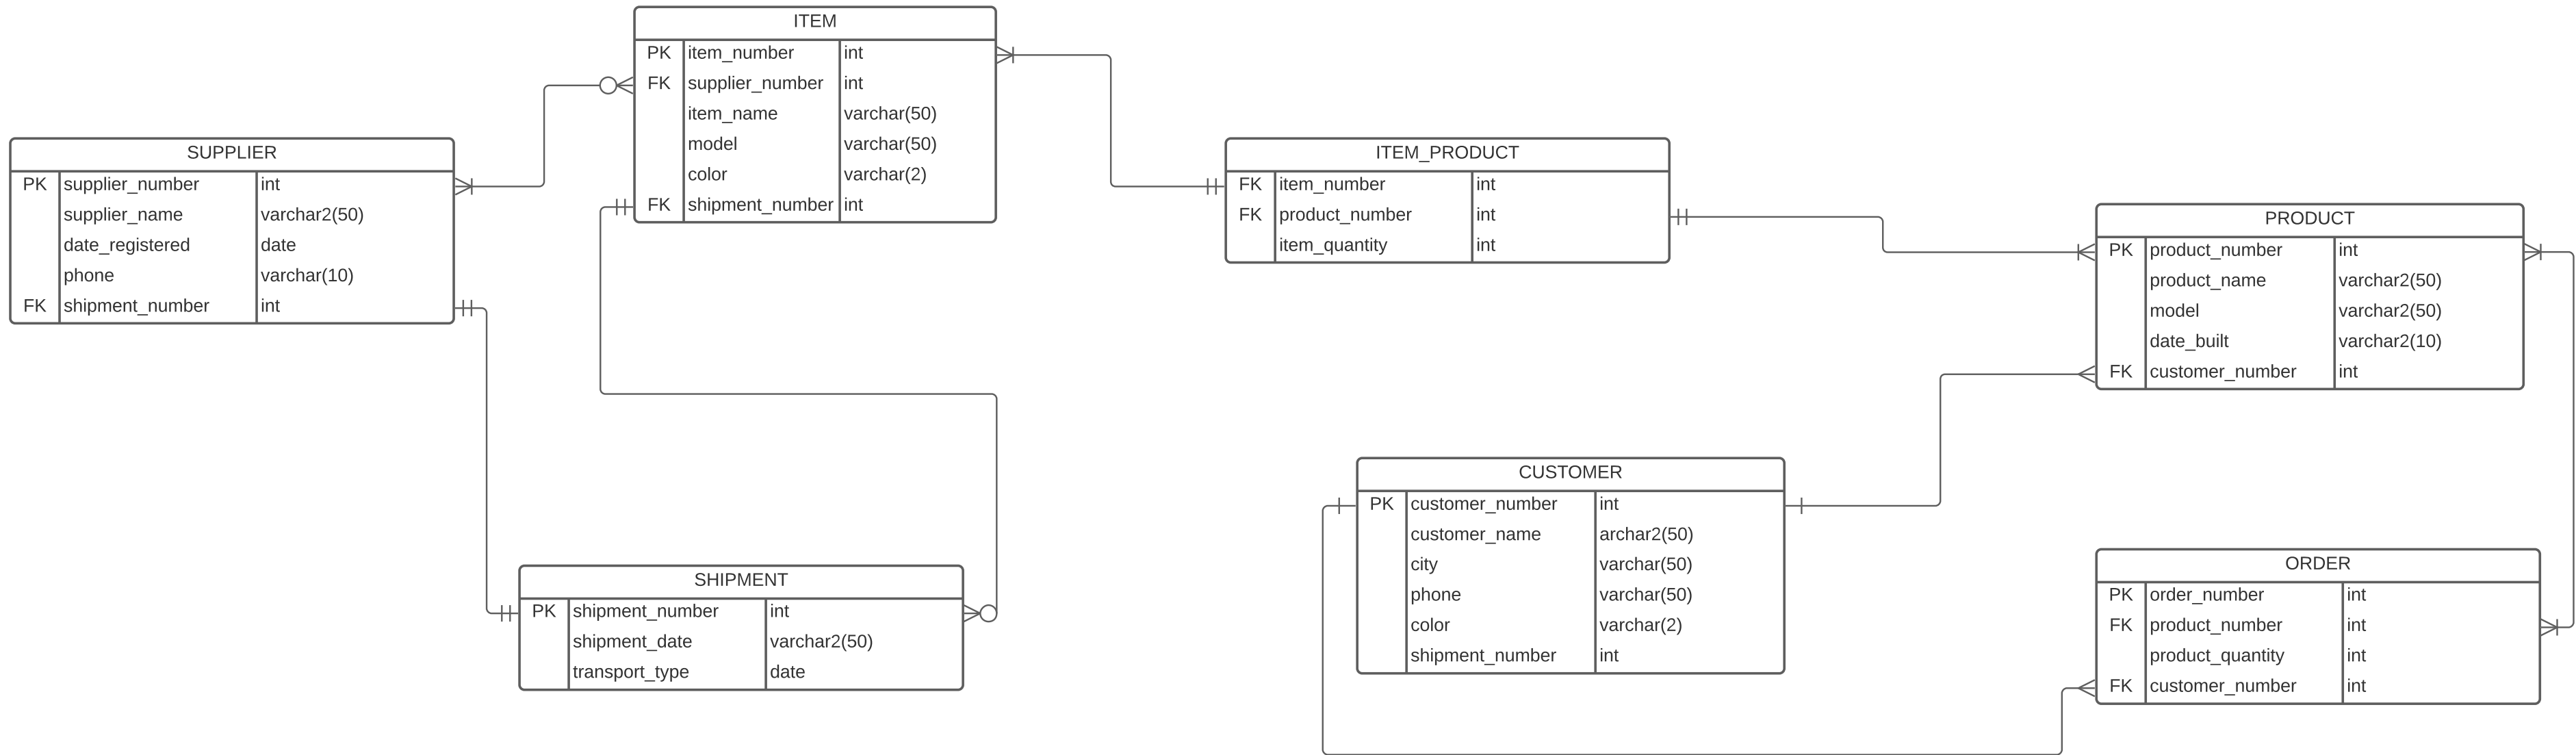 ITEM
PK item_number int
FK supplier_number int
item_name varchar(50)
model varchar(50)
color varchar(2)
FK shipment_number int
SUPPLIER
PK supplier_number int
supplier_name varchar2(50)
date_registered date
phone varchar(10)
FK shipment_number int
ITEM_PRODUCT
FK item_number int
FK product_number int
item_quantity int
PRODUCT
PK product_number int
product_name varchar2(50)
model varchar2(50)
date_built varchar2(10)
FK customer_number int
CUSTOMER
PK customer_number int
customer_name archar2(50)
city varchar(50)
phone varchar(50)
color varchar(2)
shipment_number int
SHIPMENT
PK shipment_number int
shipment_date varchar2(50)
transport_type date
ORDER
PK order_number int
FK product_number int
product_quantity int
FK customer_number int